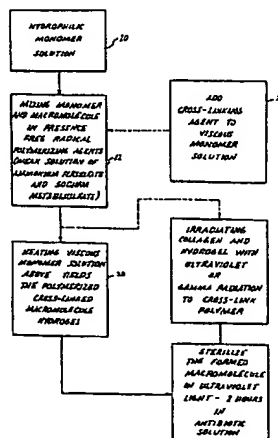 HYDROPHILIC
MONOMER
SOLUTION
10
MIXING MONOMER
AND MACROMOLECULE
IN PRESENCE
FREE RADICAL
POLYMERIZING AGENTS
(WEAK SOLUTION OF
AMMONIUM PERSULFATE
AND SODIUM
METABISULFATE)
ADD
CROSS-LINKING
AGENT TO
VISCOUS
MONOMER
SOLUTION
HEATING VISCOUS
MONOMER SOLUTION
ABOVE YIELDS
THE POLYMERIZED
CROSS-LINKED
MACROMOLECULE
HYDROGEL
IRRADIATING
COLLAGEN AND
HYDROGEL WITH
ULTRAVIOLET
OR
GAMMA RADIATION
TO CROSS-LINK
POLYMER
STERILIZE
THE FORMED
MACROMOLECULE
IN ULTRAVIOLET
LIGHT - 2 HOURS
IN
ANTIBIOTIC
SOLUTION